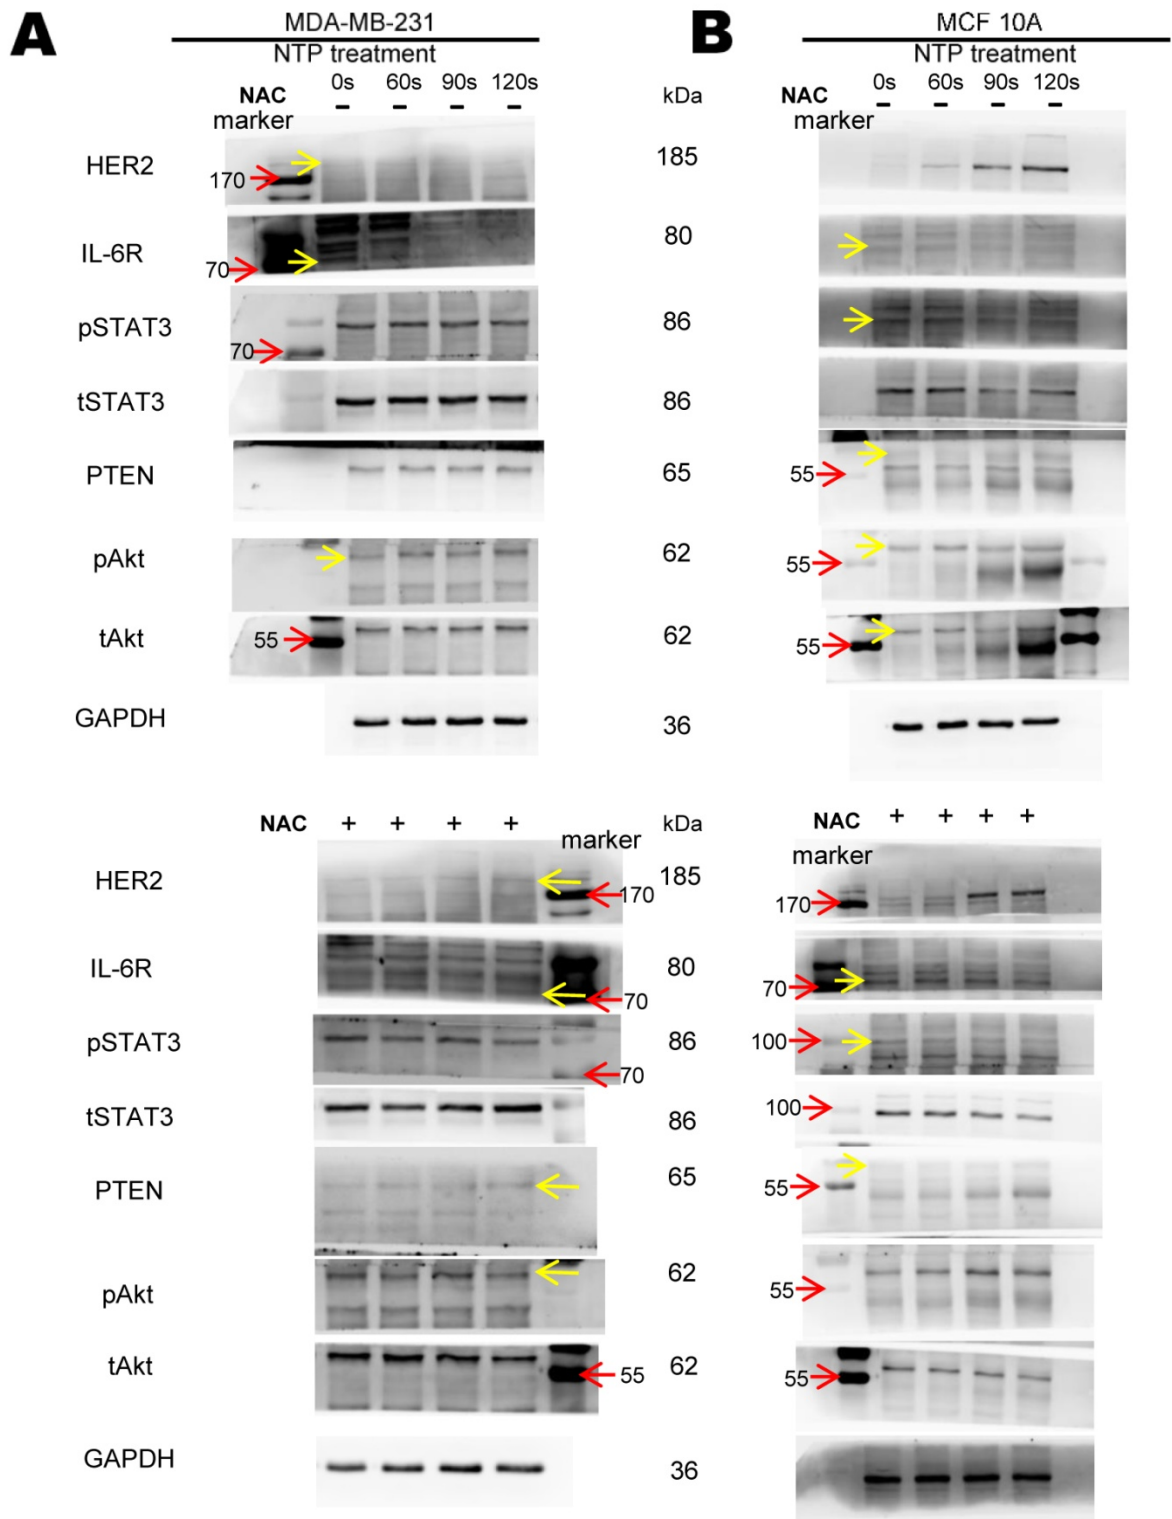 A
MDA-MB-231
NTP treatment
0s 60s 90s 120s
NAC - - - -
marker
kDa
B
MCF 10A
NTP treatment
0s 60s 90s 120s
NAC - - - -
marker
HER2
170
185
IL-6R
70
80
pSTAT3
70
86
tSTAT3
86
PTEN
65
55
pAkt
62
55
tAkt
55
62
55
GAPDH
36
NAC + + + +
marker
kDa
NAC + + + +
marker
HER2
170
185
170
IL-6R
70
80
70
pSTAT3
70
86
100
tSTAT3
86
100
PTEN
65
55
pAkt
62
55
tAkt
55
62
55
GAPDH
36